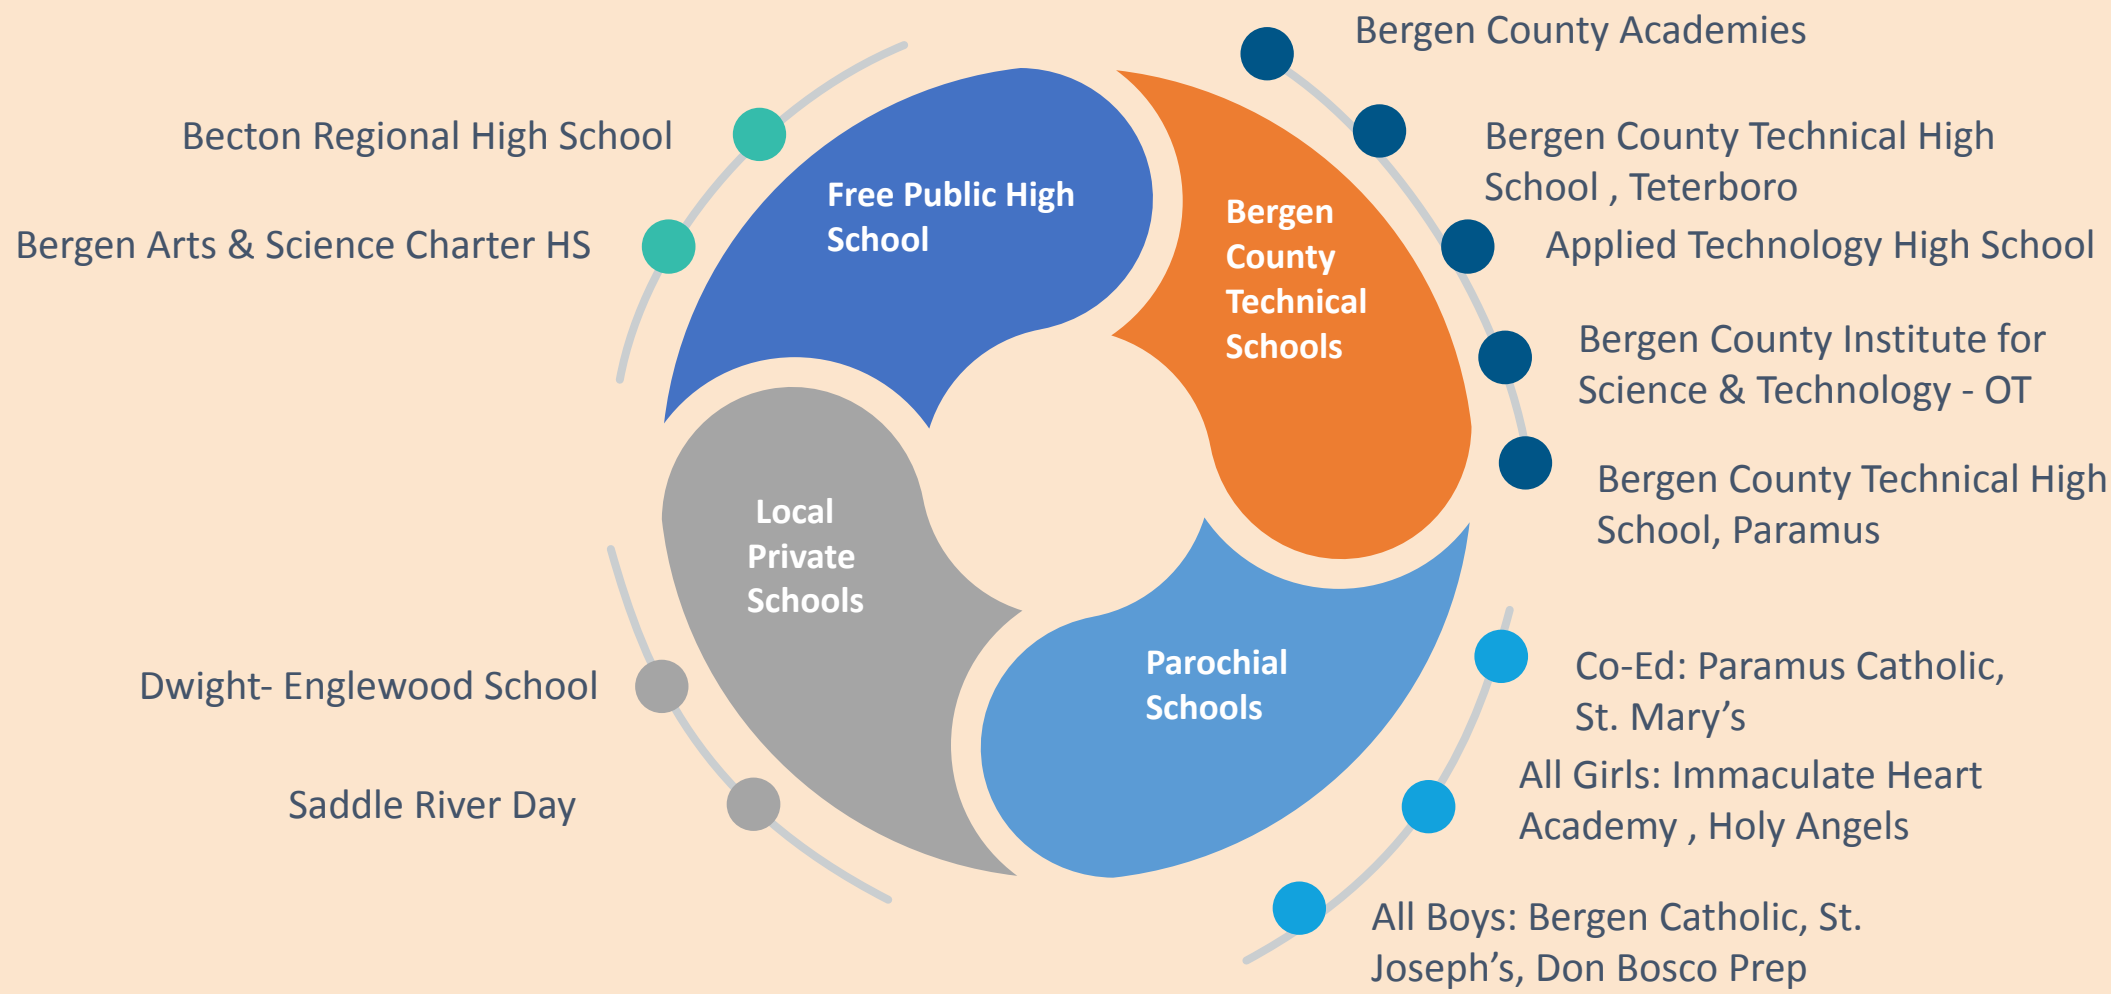 Free Public High
School
Becton Regional High School
Bergen Arts & Science Charter HS
Bergen
County
Technical
Schools
Bergen County Academies
Bergen County Technical High
School , Teterboro
Applied Technology High School
Bergen County Institute for
Science & Technology - OT
Bergen County Technical High
School, Paramus
Parochial
Schools
Co-Ed: Paramus Catholic,
St. Mary’s
All Girls: Immaculate Heart
Academy , Holy Angels
All Boys: Bergen Catholic, St.
Joseph’s, Don Bosco Prep
Local
Private
Schools
Dwight- Englewood School
Saddle River Day